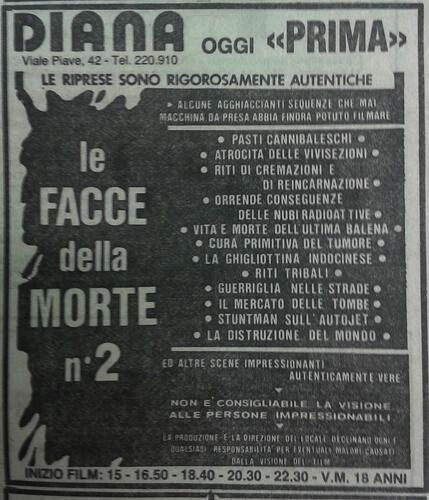 DIANA OGGI «PRIMA»
Viale Piave, 42 - Tel. 220.910
LE RIPRESE SONO RIGOROSAMENTE AUTENTICHE
ALCUNE AGGHIACCIANTI SEQUENZE CHE MAI
MACCHINA DA PRESA ABBIA FINORA POTUTO FILMARE
le
FACCE
della
MORTE
n·2
• PASTI CANNIBALESCHI •
• ATROCITA' DELLE VIVISEZIONI •
• RITI DI CREMAZIONI E
DI REINCARNAZIONE •
• ORRENDE CONSEGUENZE
DELLE NUBI RADIOATTIVE •
• VITA E MORTE DELL'ULTIMA BALENA •
• CURA PRIMITIVA DEL TUMORE •
• LA GHIGLIOTTINA INDOCINESE •
• RITI TRIBALI •
• GUERRIGLIA NELLE STRADE •
• IL MERCATO DELLE TOMBE •
• STUNTMAN SULL'AUTOJET •
• LA DISTRUZIONE DEL MONDO •
ED ALTRE SCENE IMPRESSIONANTI
AUTENTICAMENTE VERE
NON E' CONSIGLIABILE LA VISIONE
ALLE PERSONE IMPRESSIONABILI
LA PRODUZIONE E LA DIREZIONE DEL LOCALE DECLINANO OGNI E
QUALSIASI RESPONSABILITA' PER EVENTUALI MALORI CAUSATI
DALLA VISIONE DEL FILM
INIZIO FILM: 15 - 16.50 - 18.40 - 20.30 - 22.30 - V.M. 18 ANNI